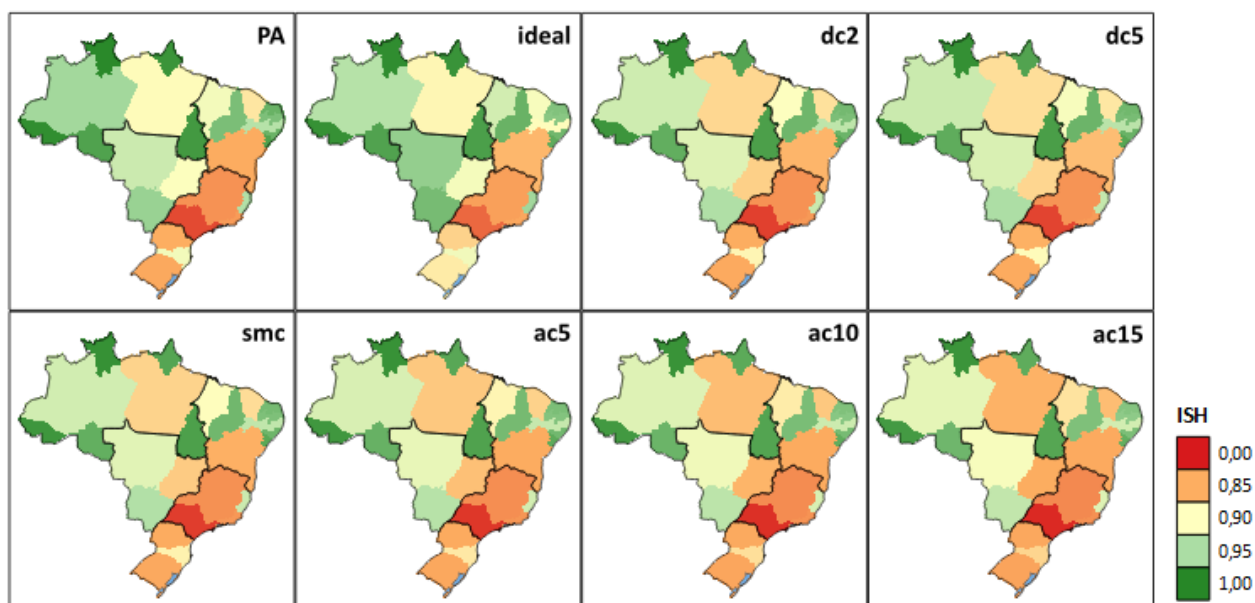 PA
ideal
dc2
dc5
smc
ac5
ac10
ac15
ISH
0,00
0,85
0,90
0,95
1,00